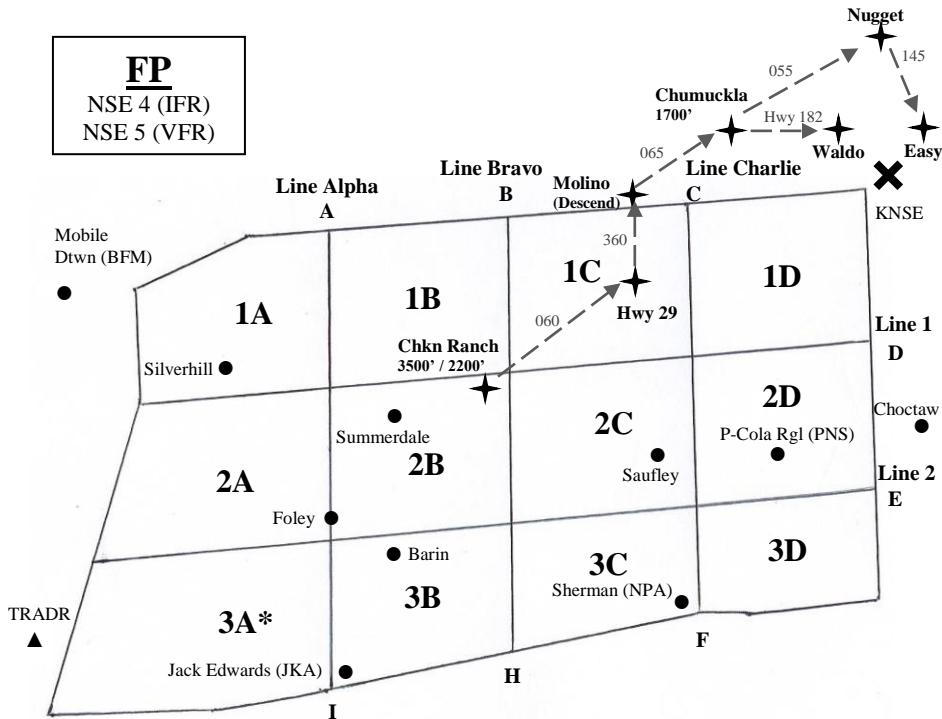 Nugget
FP
NSE 4 (IFR)
NSE 5 (VFR)
055
145
Chumuckla
1700’
Hwy 182
Waldo
Easy
065
Line Alpha
A
Line Bravo
B
Molino
(Descend)
Line Charlie
C
KNSE
Mobile
Dtwn (BFM)
360
1A
1B
1C
1D
Hwy 29
060
Line 1
D
Silverhill
Chkn Ranch
3500’ / 2200’
Summerdale
2A
2B
2C
2D
Choctaw
P-Cola Rgl (PNS)
Saufley
Line 2
E
Foley
Barin
3A*
3B
3C
3D
Sherman (NPA)
TRADR
Jack Edwards (JKA)
F
H
I